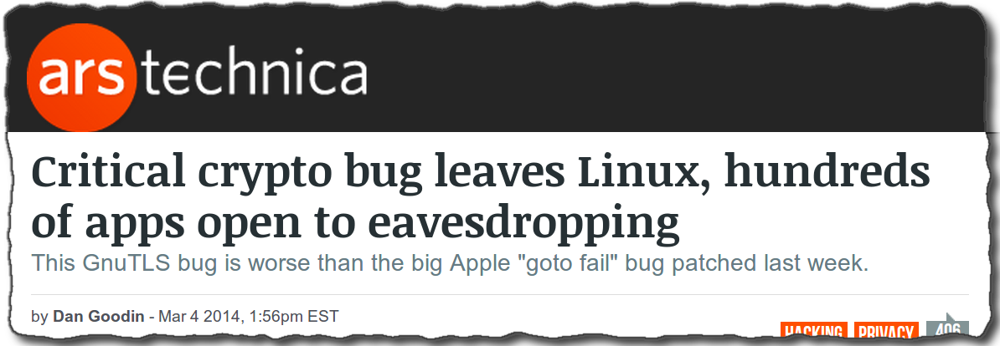 ars technica
Critical crypto bug leaves Linux, hundreds
of apps open to eavesdropping
This GnuTLS bug is worse than the big Apple "goto fail" bug patched last week.
by Dan Goodin - Mar 4 2014, 1:56pm EST
HACKING PRIVACY 406